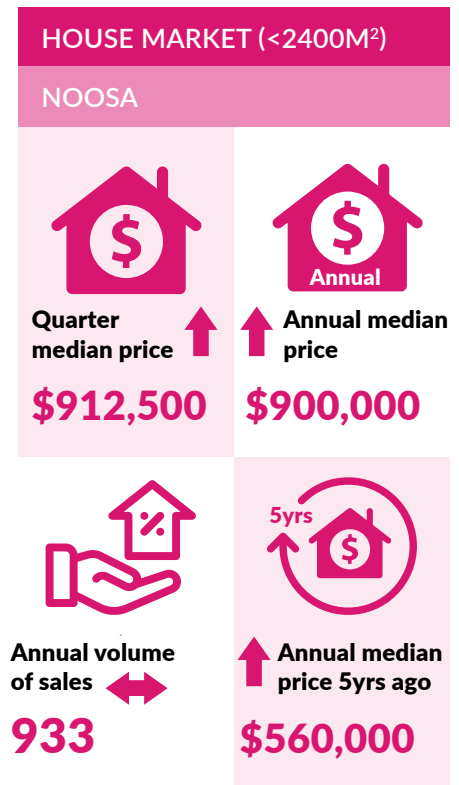 HOUSE MARKET (<2400M²)
NOOSA
$
$
Annual
Quarter
median price
$912,500
Annual median
price
$900,000
%
5yrs
$
Annual volume
of sales
933
Annual median
price 5yrs ago
$560,000